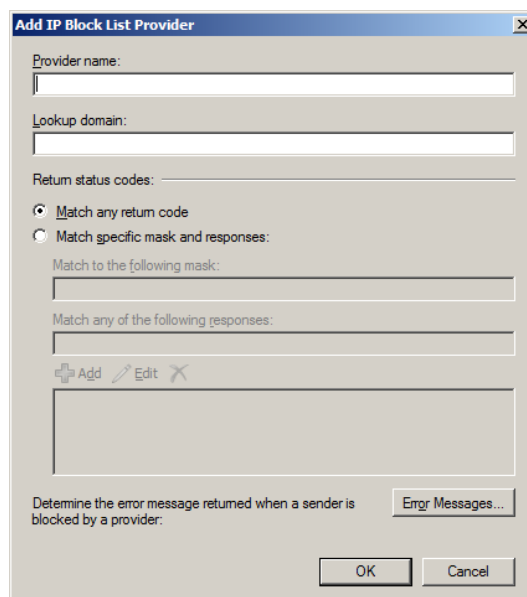 Add IP Block List Provider
Provider name:
Lookup domain:
Return status codes:
Match any return code
Match specific mask and responses:
Match to the following mask:
Match any of the following responses:
Add Edit
Determine the error message returned when a sender is
blocked by a provider:
Error Messages...
OK Cancel